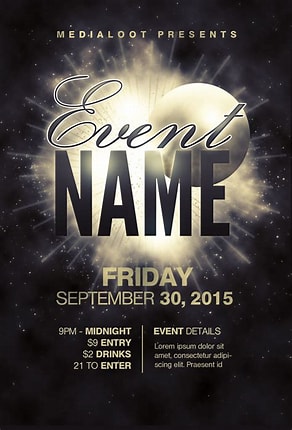 MEDIALOOT PRESENTS
Event
NAME
FRIDAY
SEPTEMBER 30, 2015
9PM - MIDNIGHT
$9 ENTRY
$2 DRINKS
21 TO ENTER
EVENT DETAILS
Lorem ipsum dolor sit
amet, consectetur adipi-
scing elit. Praesent id